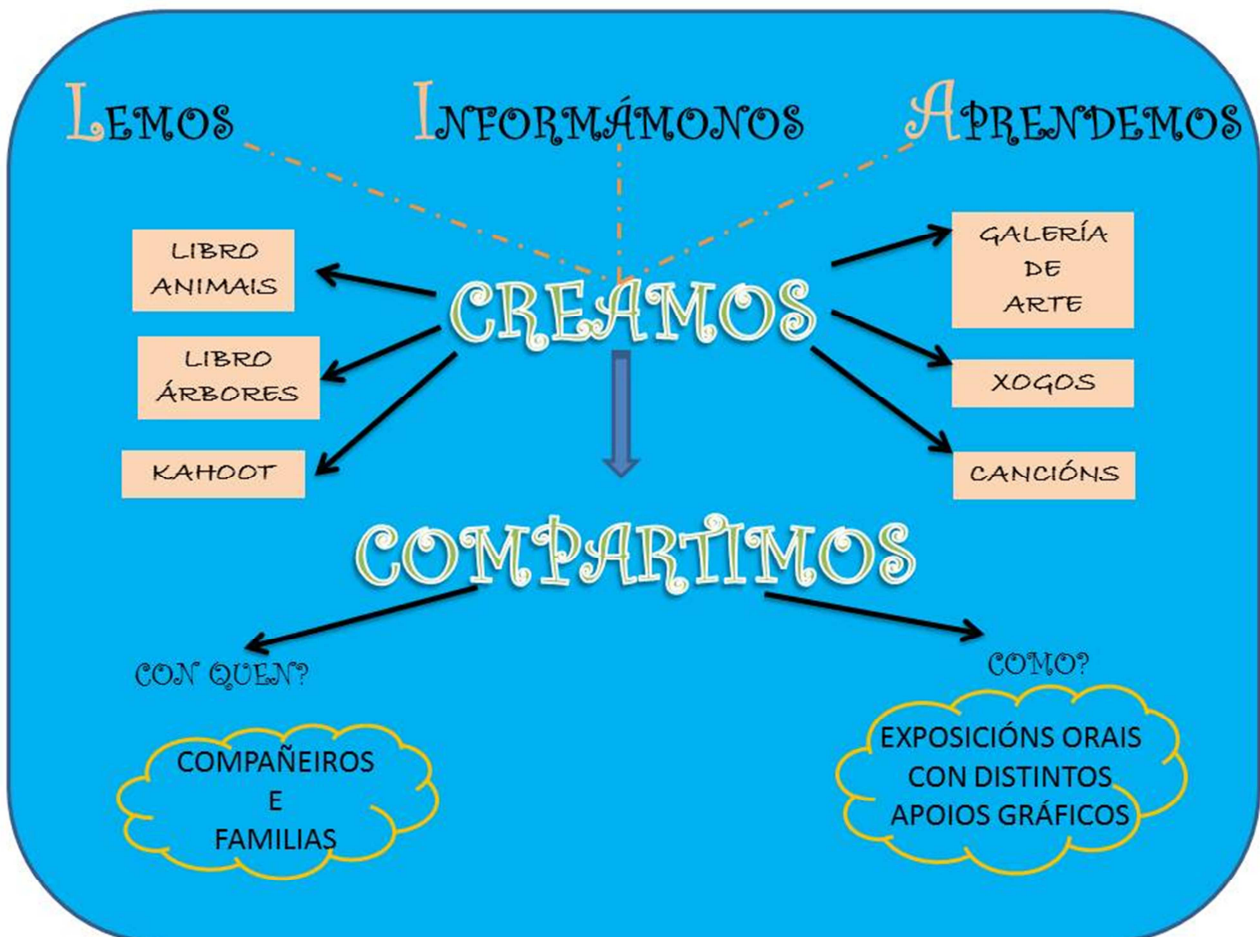 LEMOS
INFORMÁMONOS
APRENDEMOS
LIBRO
ANIMAIS
LIBRO
ÁRBORES
KAHOOT
CREAMOS
GALERÍA
DE
ARTE
XOGOS
CANCIÓNS
COMPARTIMOS
CON QUEN?
COMPAÑEIROS
E
FAMILIAS
COMO?
EXPOSICIÓNS ORAIS
CON DISTINTOS
APOIOS GRÁFICOS